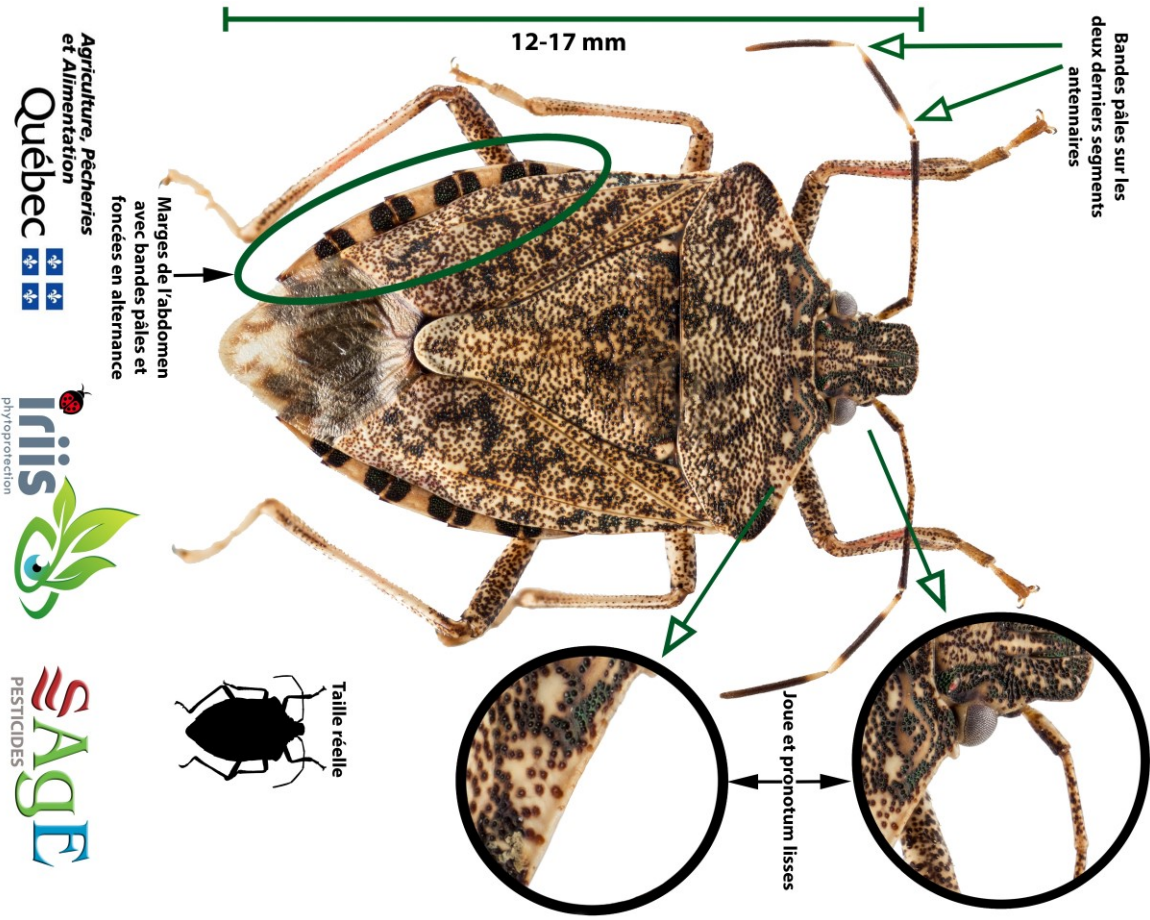 12-17 mm
Bandes pâles sur les
deux derniers segments
antennaires
Marges de l'abdomen
avec bandes pâles et
foncées en alternance
Joue et pronotum lisses
Taille réelle
Agriculture, Pêcheries
et Alimentation
Québec
iriis
phytoprotection
SAgE
PESTICIDES